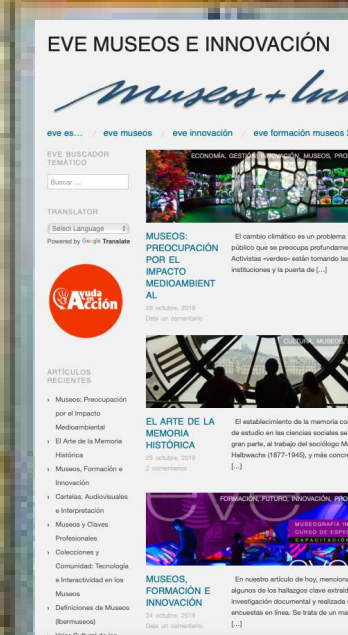 EVE MUSEOS E INNOVACIÓN
museos + Inn
eve es... / eve museos / eve innovación / eve formación museos
EVE BUSCADOR
TEMÁTICO
Buscar ...
TRANSLATOR
Select Language
Powered by Google Translate
Ayuda
en
Acción
ARTÍCULOS
RECIENTES
Museos: Preocupación
por el Impacto
Medioambiental
El Arte de la Memoria
Histórica
Museos, Formación e
Innovación
Cartelas, Audiovisuales
e Interpretación
Museos y Claves
Profesionales
Colecciones y
Comunidad: Tecnología
e Interactividad en los
Museos
Definiciones de Museos
(Ibermuseos)
ECONOMÍA, GESTIÓN, INNOVACIÓN, MUSEOS, PRO
MUSEOS:
PREOCUPACIÓN
POR EL
IMPACTO
MEDIOAMBIENT
AL
28 octubre, 2019
Deja un comentario
El cambio climático es un problema
público que se preocupa profundame
Activistas «verdes» están tomando las
instituciones y la puerta de [...]
CULTURA, MUSEOS,
EL ARTE DE LA
MEMORIA
HISTÓRICA
25 octubre, 2019
2 comentarios
El establecimiento de la memoria co
de estudio en las ciencias sociales se
gran parte, al trabajo del sociólogo Ma
Halbwachs (1877-1945), y más concre
[...]
FORMACIÓN, FUTURO, INNOVACIÓN, PRO
eve
MUSEOGRAFÍA IN
CURSO DE ESPE
CAPACITACIÓ
MUSEOS,
FORMACIÓN E
INNOVACIÓN
24 octubre, 2019
Deja un comentario
En nuestro artículo de hoy, menciona
algunos de los hallazgos clave extraíd
investigación documental y realizada
encuestas en línea. Se trata de un ma
[...]